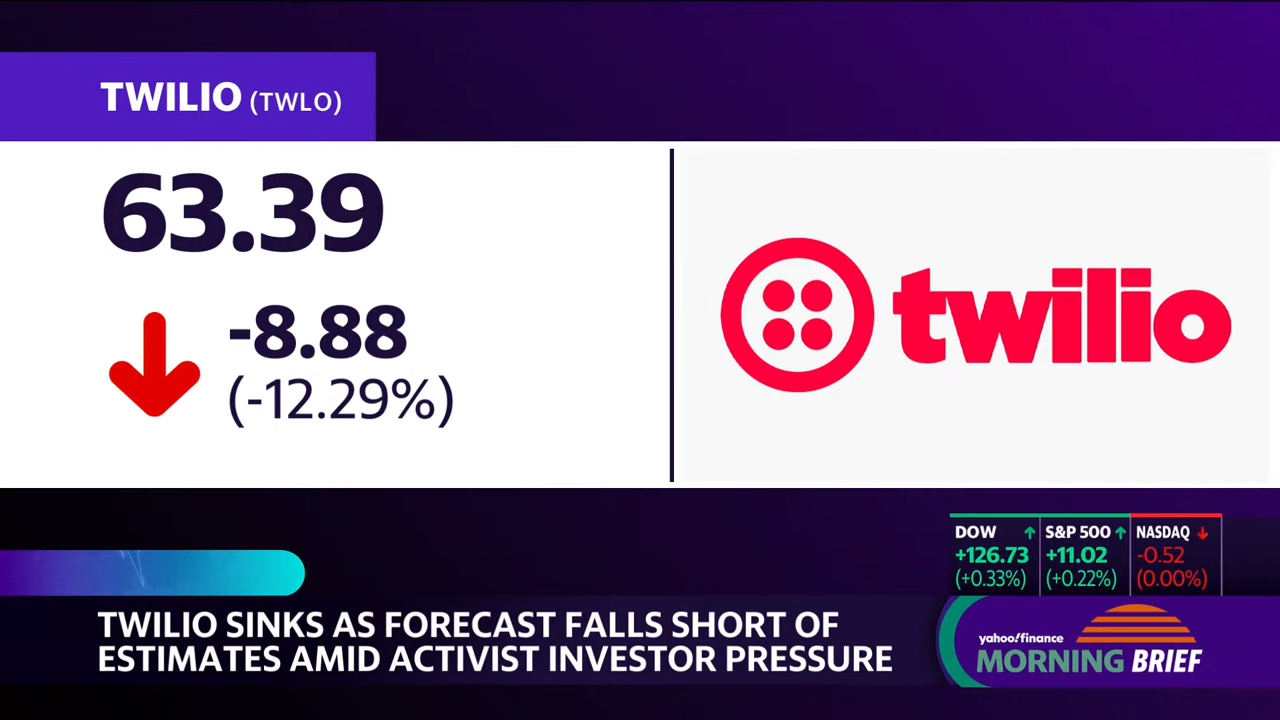 TWILIO (TWLO)
63.39
-8.88
(-12.29%)
twilio
DOW
+126.73
(+0.33%)
S&P 500
+11.02
(+0.22%)
NASDAQ
-0.52
(0.00%)
TWILIO SINKS AS FORECAST FALLS SHORT OF
ESTIMATES AMID ACTIVIST INVESTOR PRESSURE
yahoo!finance
MORNING BRIEF